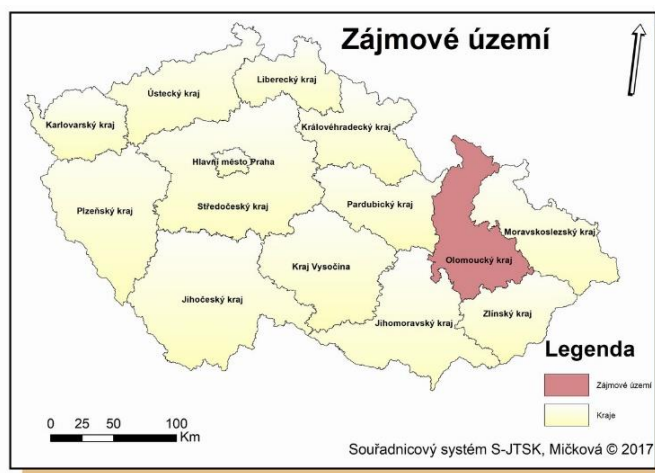 Zájmové území
Liberecký kraj
Ústecký kraj
Karlovarský kraj
Královéhradecký kraj
Hlavní město Praha
Plzeňský kraj
Středočeský kraj
Pardubický kraj
Moravskoslezský kraj
Olomoucký kraj
Kraj Vysočina
Jihočeský kraj
Jihomoravský kraj
Zlínský kraj
Legenda
Zájmové území
Kraje
0 25 50 100
Km
Souřadnicový systém S-JTSK, Mičková © 2017